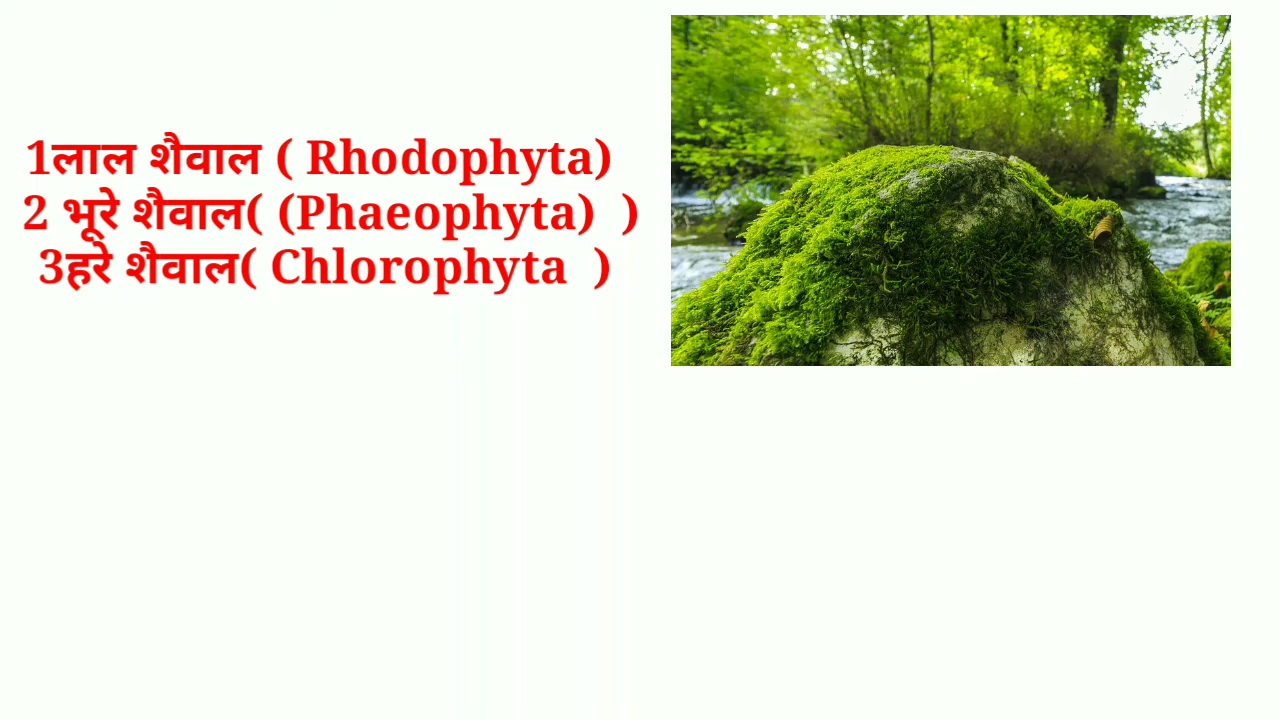 1लाल शैवाल ( Rhodophyta)
2 भूरे शैवाल( (Phaeophyta)  )
3हरे शैवाल( Chlorophyta  )